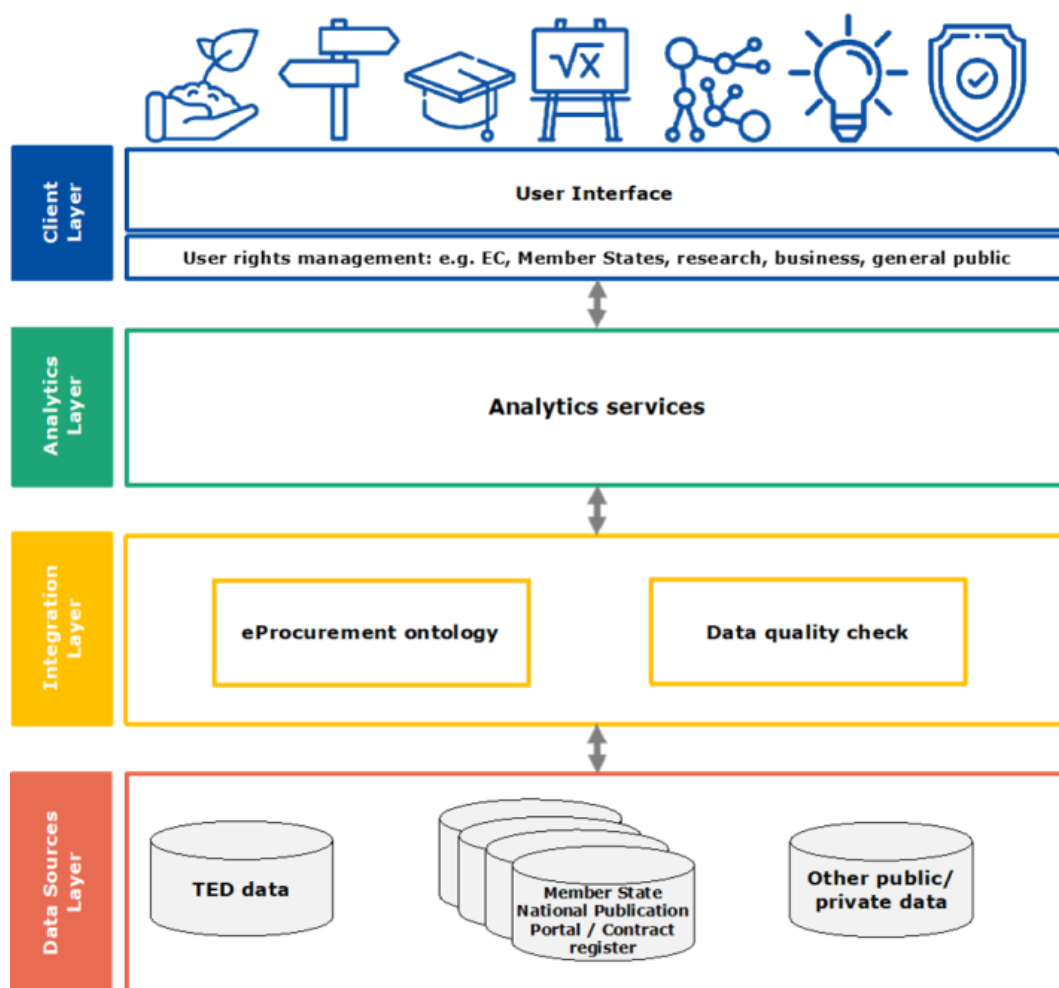 √x
Client
Layer
User Interface
User rights management: e.g. EC, Member States, research, business, general public
Analytics
Layer
Analytics services
Integration
Layer
eProcurement ontology
Data quality check
Data Sources
Layer
TED data
Member State
National Publication
Portal / Contract
register
Other public/
private data